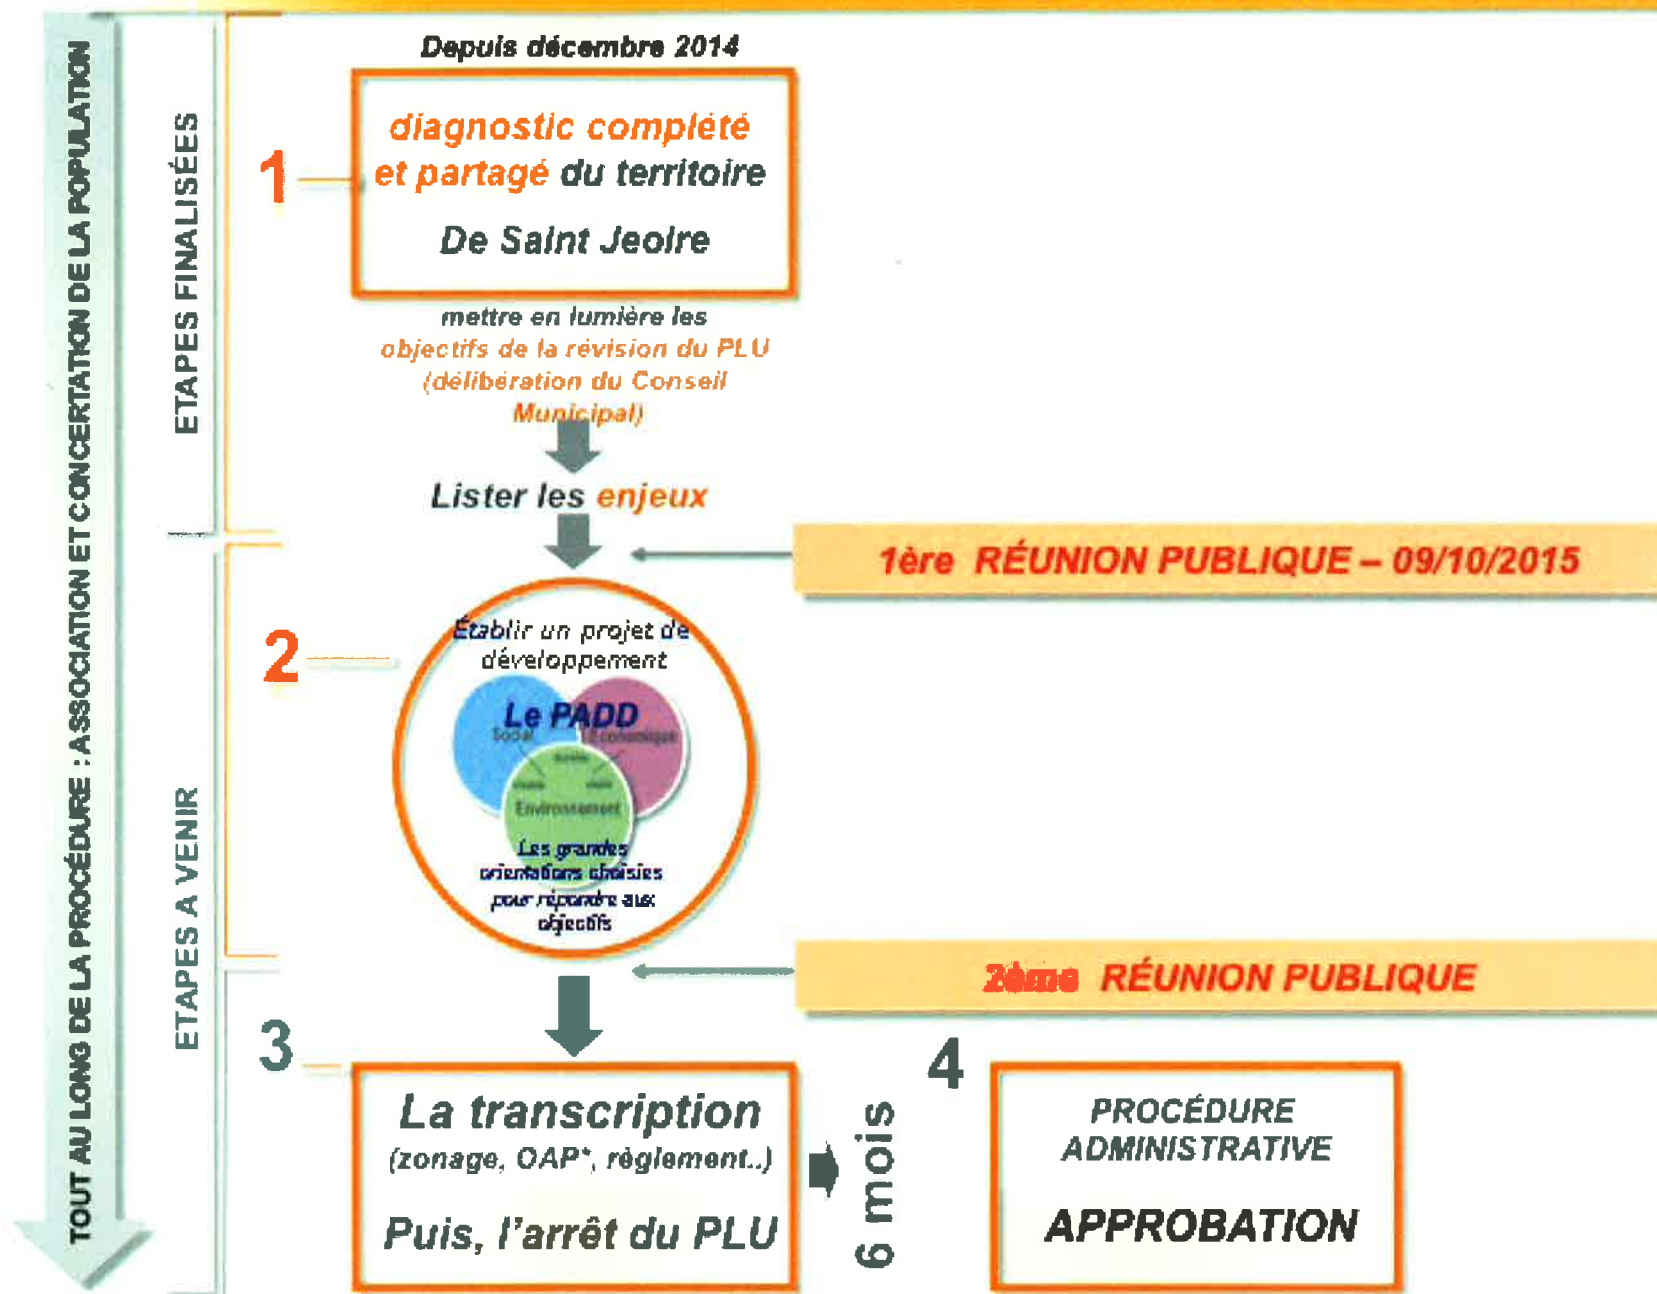 TOUT AU LONG DE LA PROCÉDURE : ASSOCIATION ET CONCERTATION DE LA POPULATION
ETAPES FINALISÉES
Depuis décembre 2014
1
diagnostic complété
et partagé du territoire
De Saint Jeoire
mettre en lumière les
objectifs de la révision du PLU
(délibération du Conseil
Municipal)
Lister les enjeux
1ère RÉUNION PUBLIQUE – 09/10/2015
ETAPES A VENIR
2
Établir un projet de
développement
Le PADD
Social Economique
Environnement
Les grandes
orientations choisies
pour répondre aux
objectifs
2ème RÉUNION PUBLIQUE
3
La transcription
(zonage, OAP*, règlement..)
Puis, l'arrêt du PLU
6 mois
4
PROCÉDURE
ADMINISTRATIVE
APPROBATION